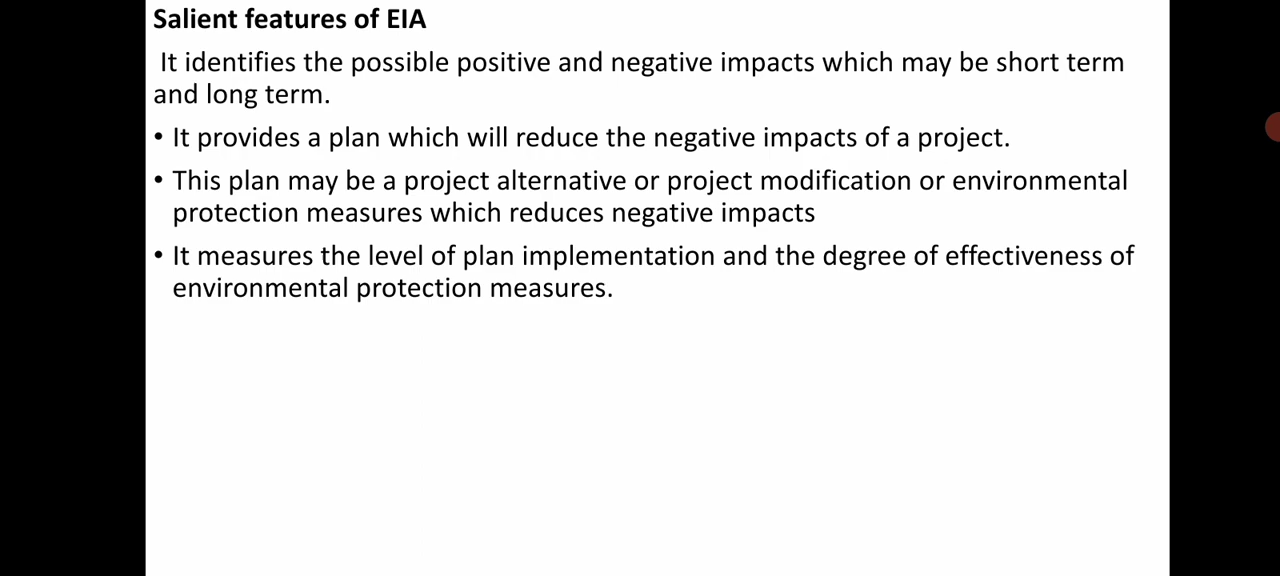 Salient features of EIA
It identifies the possible positive and negative impacts which may be short term
and long term.
• It provides a plan which will reduce the negative impacts of a project.
• This plan may be a project alternative or project modification or environmental
protection measures which reduces negative impacts
• It measures the level of plan implementation and the degree of effectiveness of
environmental protection measures.